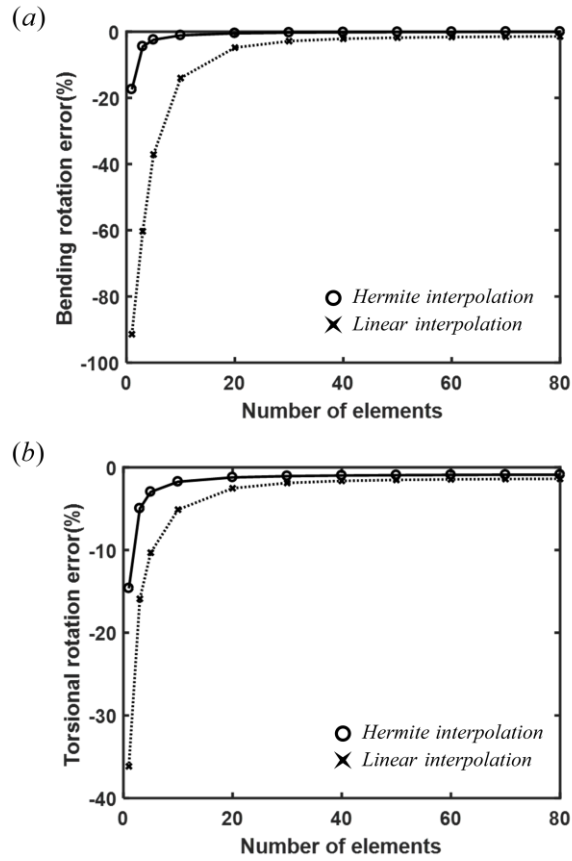 (a)
0
-20
-40
-60
-80
-100
Bending rotation error(%)
Hermite interpolation
Linear interpolation
0 20 40 60 80
Number of elements
(b)
0
-10
-20
-30
-40
Torsional rotation error(%)
Hermite interpolation
Linear interpolation
0 20 40 60 80
Number of elements